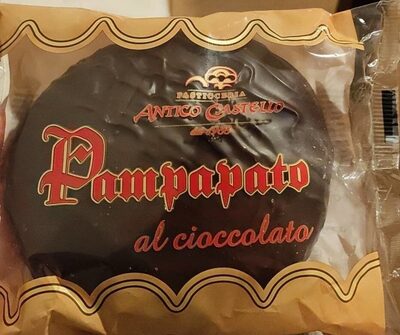 PASTICCERIA
ANTICO CASTELLO
Pampapato
al cioccolato